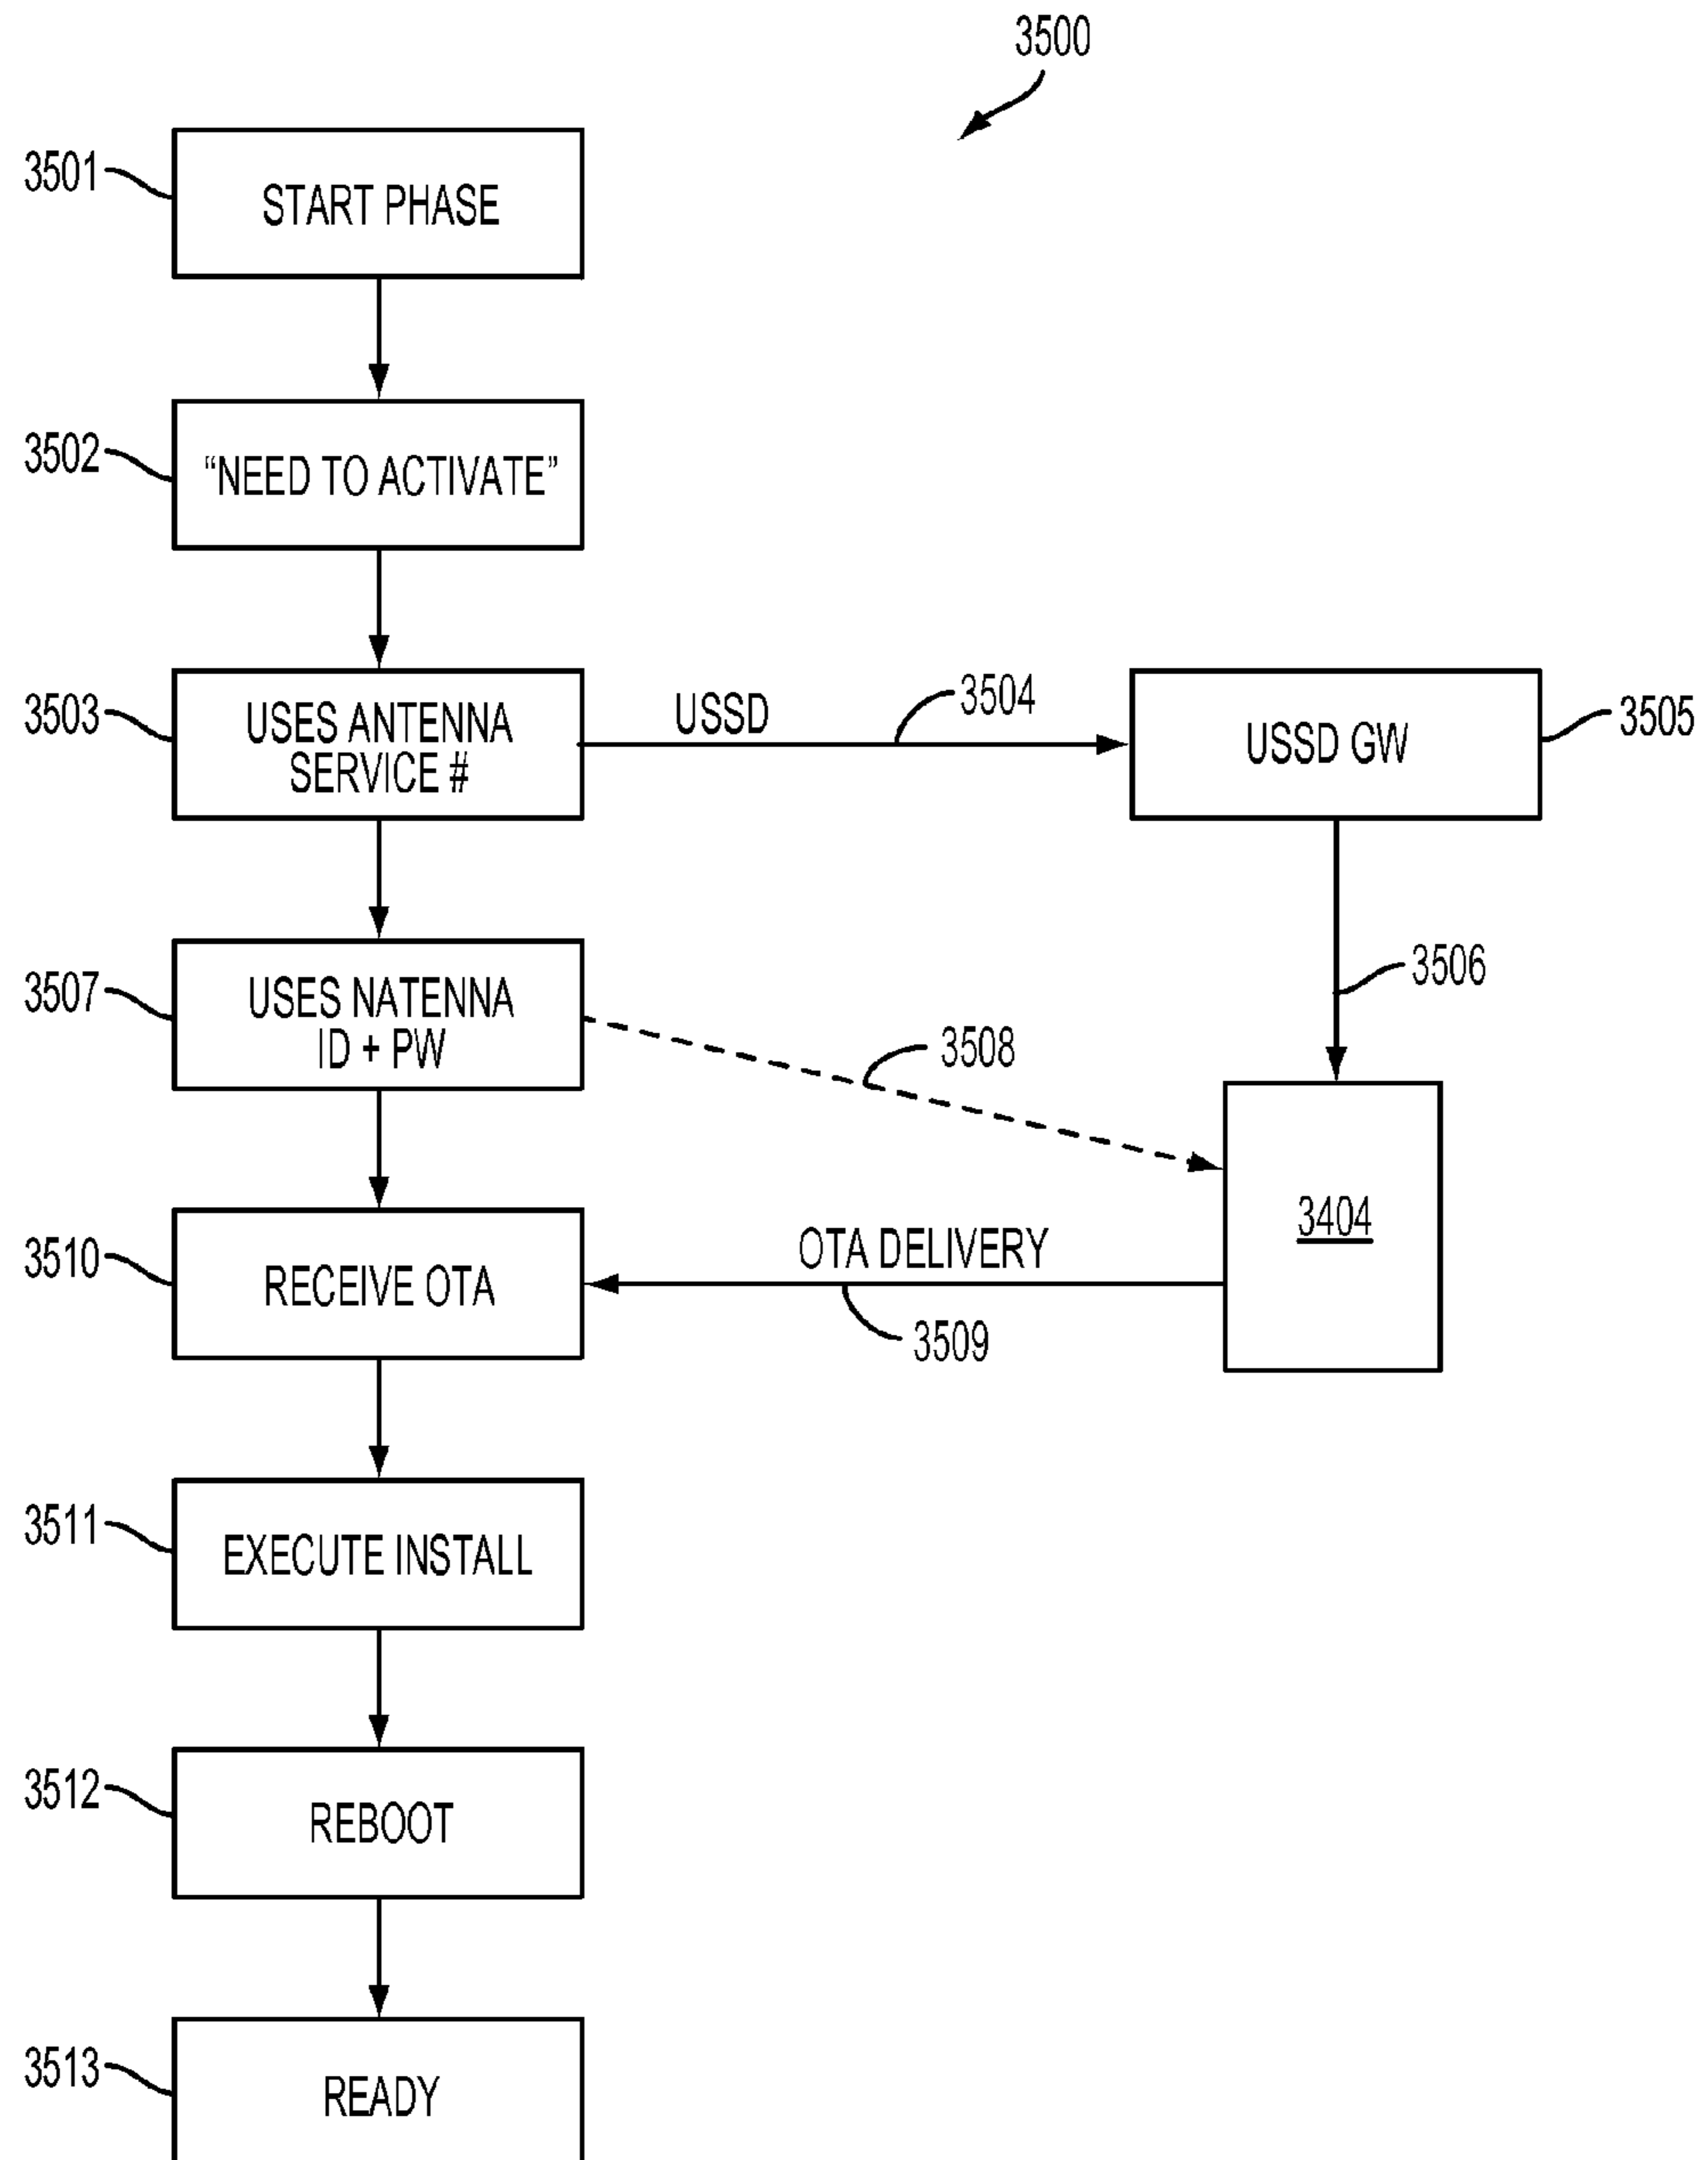 3500
3501
START PHASE
3502
“NEED TO ACTIVATE”
3503
USES ANTENNA
SERVICE #
USSD
3504
USSD GW
3505
3506
3507
USES NATENNA
ID + PW
3508
3404
OTA DELIVERY
3509
3510
RECEIVE OTA
3511
EXECUTE INSTALL
3512
REBOOT
3513
READY